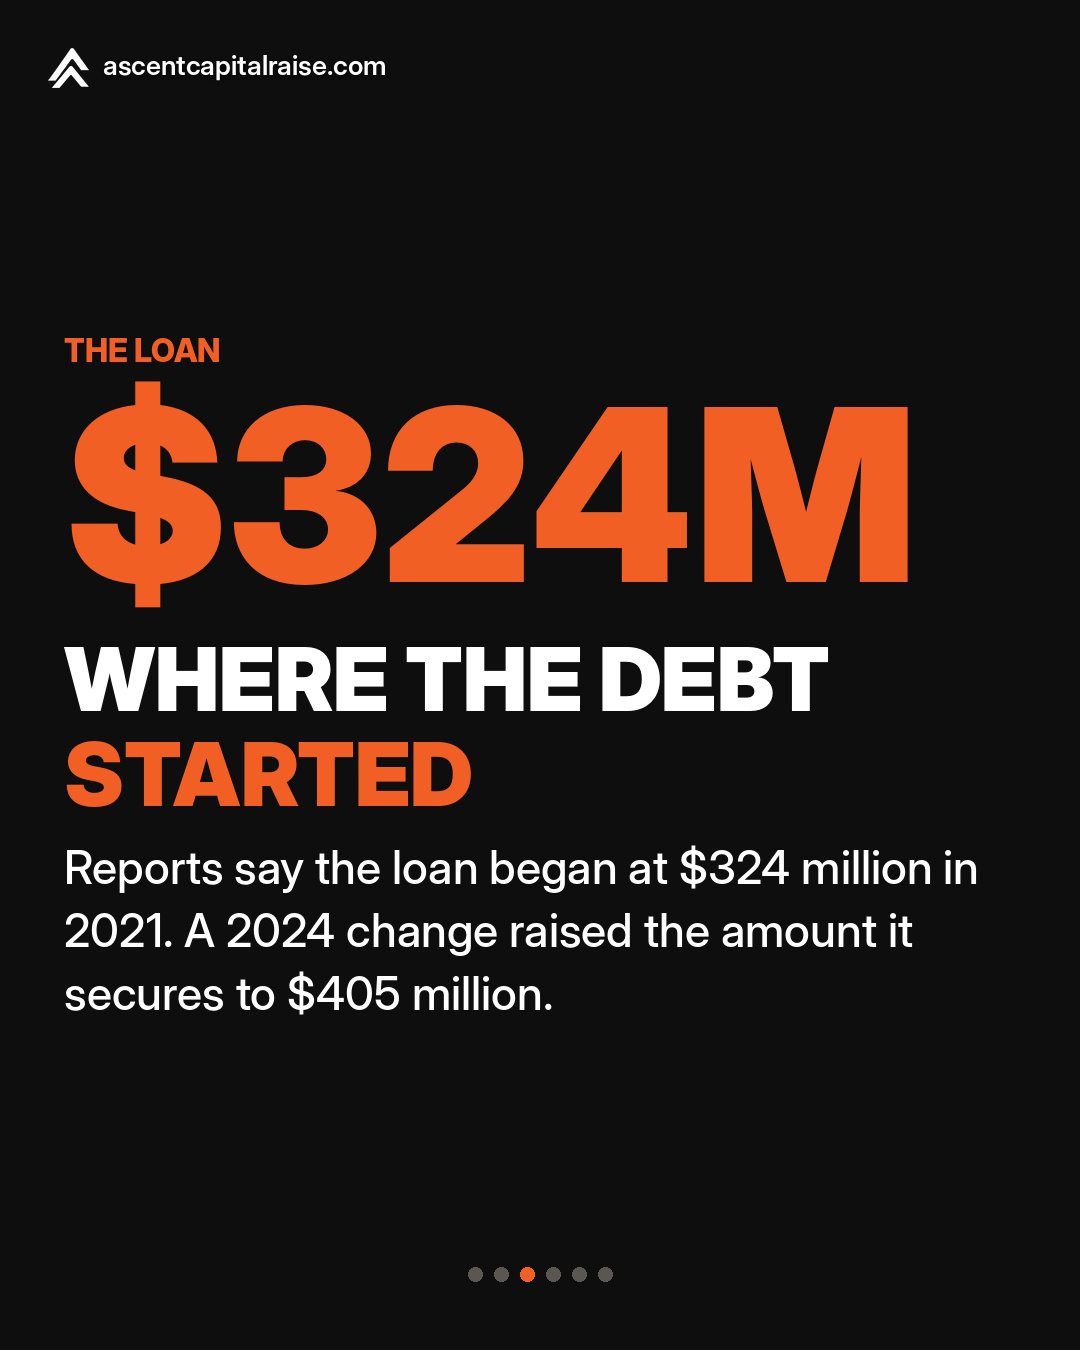 ascentcapitalraise.com
THE LOAN
$324M
WHERE THE DEBT
STARTED
Reports say the loan began at $324 million in
2021. A 2024 change raised the amount it
secures to $405 million.